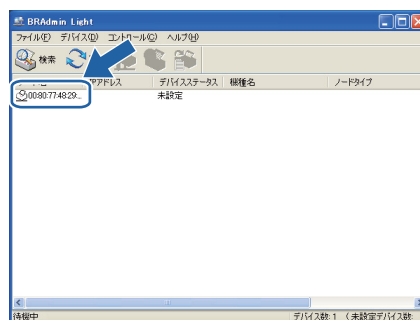 BRAdmin Light
ファイル(F) デバイス(D) コントロール(C) ヘルプ(H)
検索
IPアドレス デバイスステータス 機種名 ノードタイプ
00:80:77:48:29... 未設定
待機中 デバイス数: 1 (未設定デバイス数: